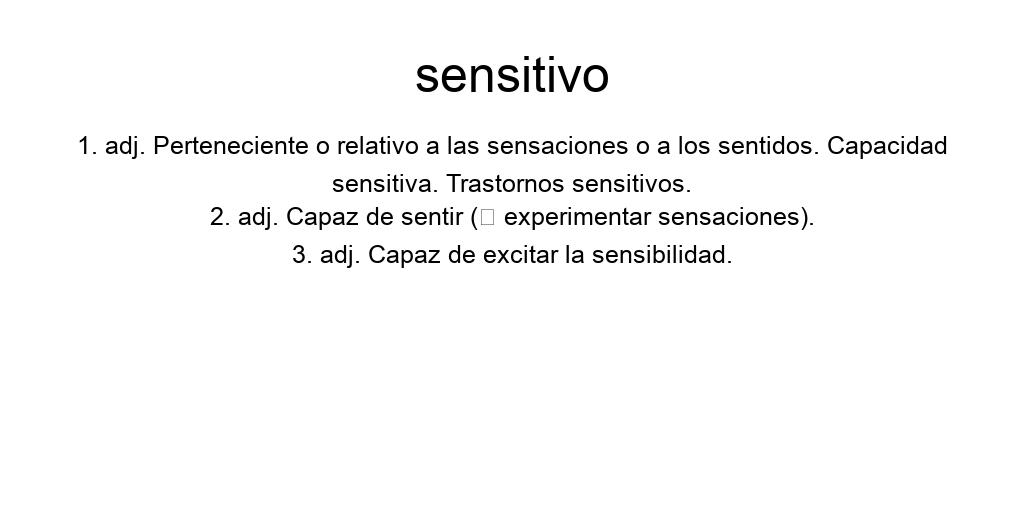 sensitivo
1. adj. Perteneciente o relativo a las sensaciones o a los sentidos. Capacidad
sensitiva. Trastornos sensitivos.
2. adj. Capaz de sentir (□ experimentar sensaciones).
3. adj. Capaz de excitar la sensibilidad.